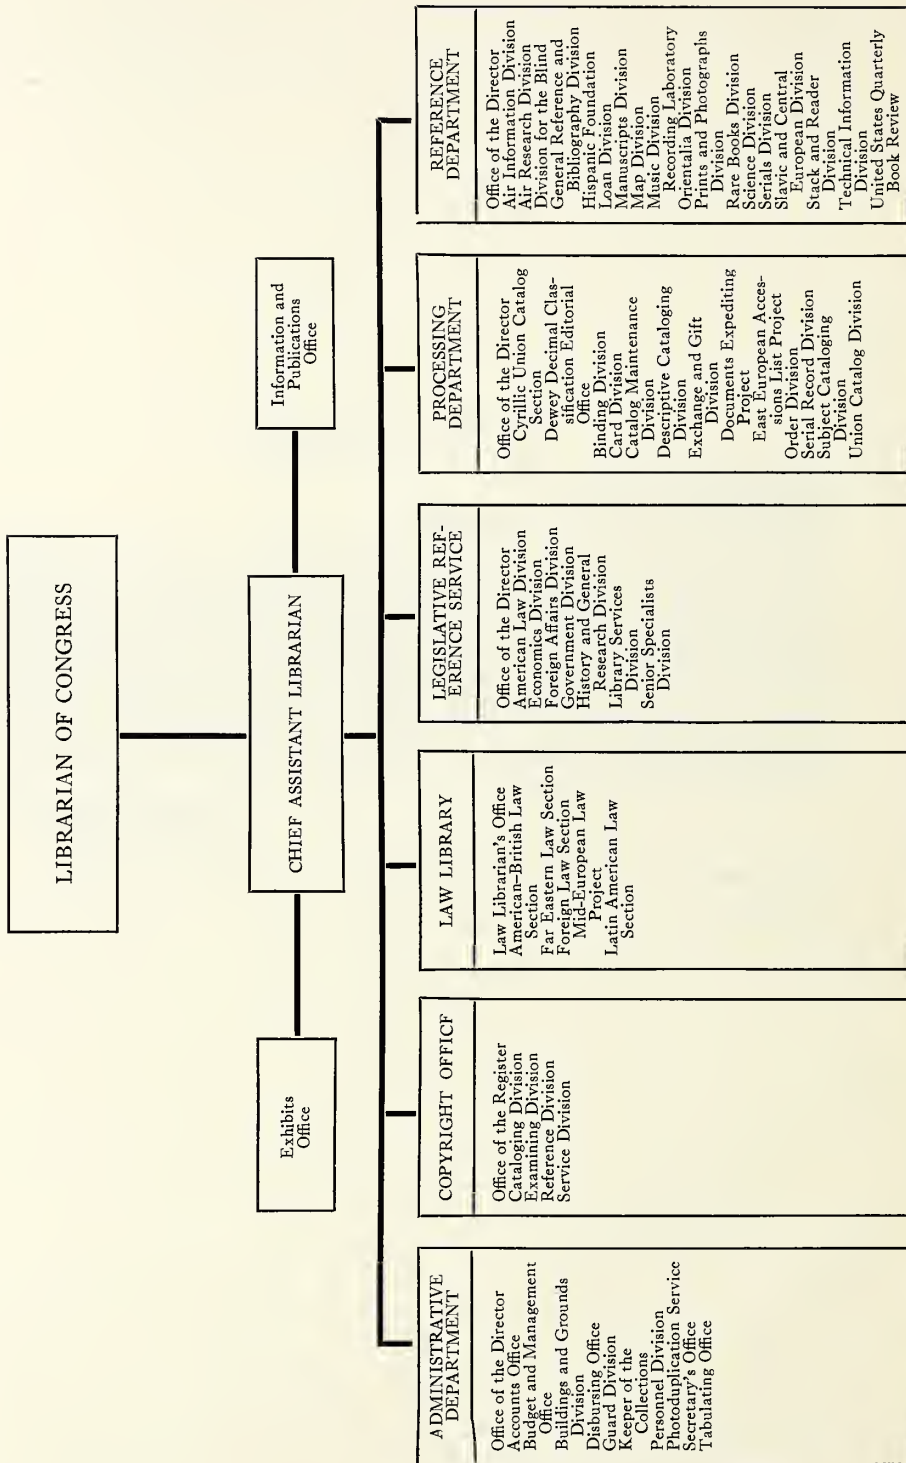 LIBRARIAN OF CONGRESS
Exhibits
Office
CHIEF ASSISTANT LIBRARIAN
Information and
Publications
Office
ADMINISTRATIVE
DEPARTMENT
Office of the Director
Accounts Office
Budget and Management
Office
Buildings and Grounds
Division
Disbursing Office
Guard Division
Keeper of the
Collections
Personnel Division
Photoduplication Service
Secretary's Office
Tabulating Office
COPYRIGHT OFFICF
Office of the Register
Cataloging Division
Examining Division
Reference Division
Service Division
LAW LIBRARY
Law Librarian's Office
American-British Law
Section
Far Eastern Law Section
Foreign Law Section
Mid-European Law
Project
Latin American Law
Section
LEGISLATIVE REF-
ERENCE SERVICE
Office of the Director
American Law Division
Economics Division
Foreign Affairs Division
Government Division
History and General
Research Division
Library Services
Division
Senior Specialists
Division
PROCESSING
DEPARTMENT
Office of the Director
Cyrillic Union Catalog
Section
Dewey Decimal Clas-
sification Editorial
Office
Binding Division
Card Division
Catalog Maintenance
Division
Descriptive Cataloging
Division
Exchange and Gift
Division
Documents Expediting
Project
East European Acces-
sions List Project
Order Division
Serial Record Division
Subject Cataloging
Division
Union Catalog Division
REFERENCE
DEPARTMENT
Office of the Director
Air Information Division
Air Research Division
Division for the Blind
General Reference and
Bibliography Division
Hispanic Foundation
Loan Division
Manuscripts Division
Map Division
Music Division
Recording Laboratory
Orientalia Division
Prints and Photographs
Division
Rare Books Division
Science Division
Serials Division
Slavic and Central
European Division
Stack and Reader
Division
Technical Information
Division
United States Quarterly
Book Review